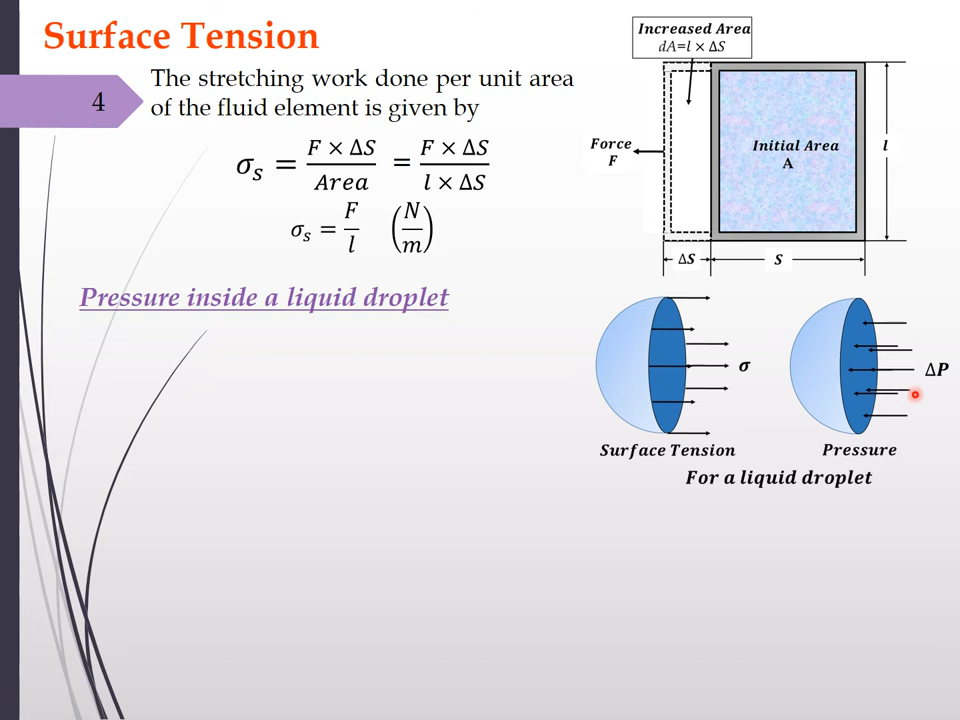 Surface Tension
4
The stretching work done per unit area
of the fluid element is given by
σₛ = (F × ΔS)/Area = (F × ΔS)/(l × ΔS)
σₛ = F/l (N/m)
Pressure inside a liquid droplet
Increased Area
dA=l × ΔS
Force
F
Initial Area
A
l
ΔS
S
σ
ΔP
Surface Tension
Pressure
For a liquid droplet